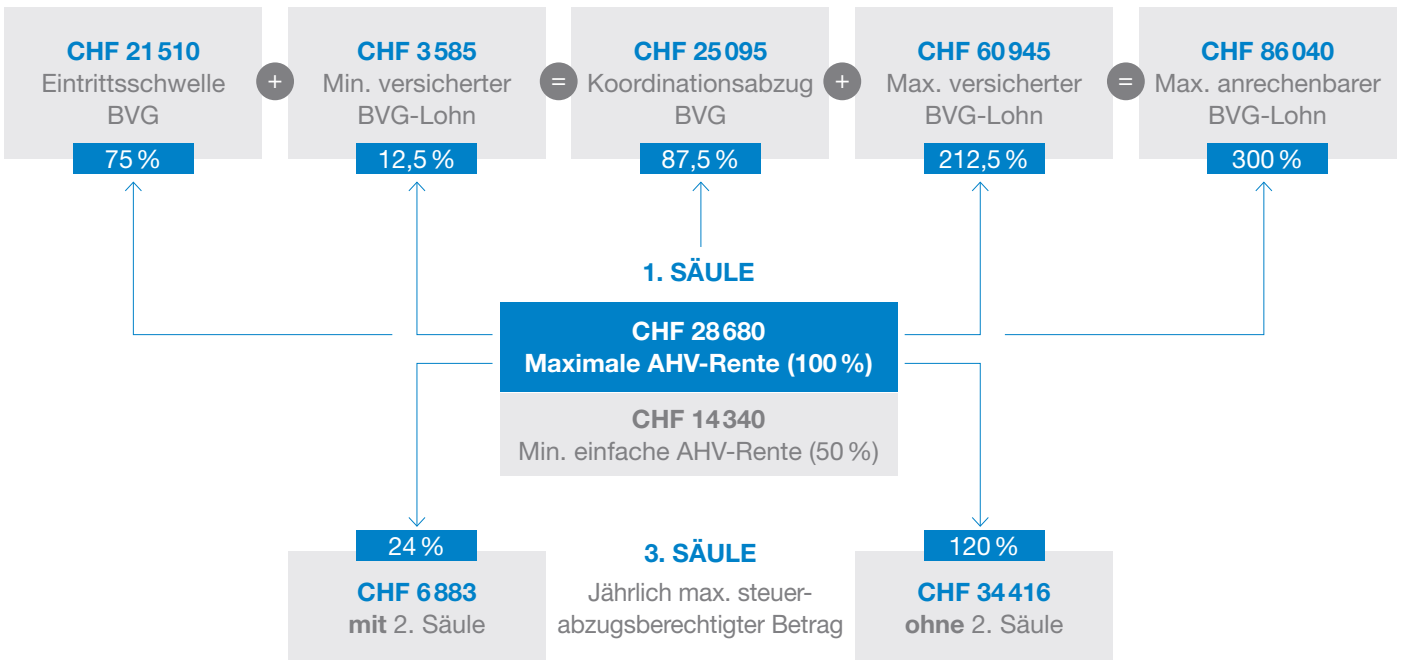 CHF 21 510
Eintrittsschwelle
BVG
75 %
+
CHF 3 585
Min. versicherter
BVG-Lohn
12,5 %
=
CHF 25 095
Koordinationsabzug
BVG
87,5 %
+
CHF 60 945
Max. versicherter
BVG-Lohn
212,5 %
=
CHF 86 040
Max. anrechenbarer
BVG-Lohn
300 %
1. SÄULE
CHF 28 680
Maximale AHV-Rente (100 %)
CHF 14 340
Min. einfache AHV-Rente (50 %)
24 %
CHF 6 883
mit 2. Säule
3. SÄULE
Jährlich max. steuer-
abzugsberechtigter Betrag
120 %
CHF 34 416
ohne 2. Säule